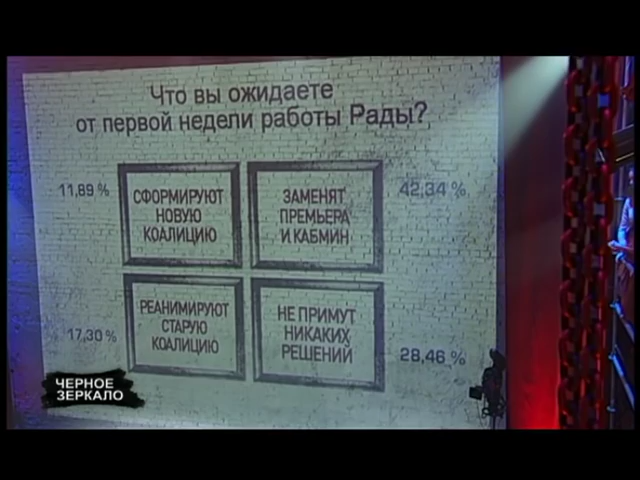 Что вы ожидаете
от первой недели работы Рады?
11,89 %
СФОРМИРУЮТ
НОВУЮ
КОАЛИЦИЮ
ЗАМЕНЯТ
ПРЕМЬЕРА
И КАБМИН
42,34 %
17,30 %
РЕАНИМИРУЮТ
СТАРУЮ
КОАЛИЦИЮ
НЕ ПРИМУТ
НИКАКИХ
РЕШЕНИЙ
28,46 %
ЧЕРНОЕ
ЗЕРКАЛО